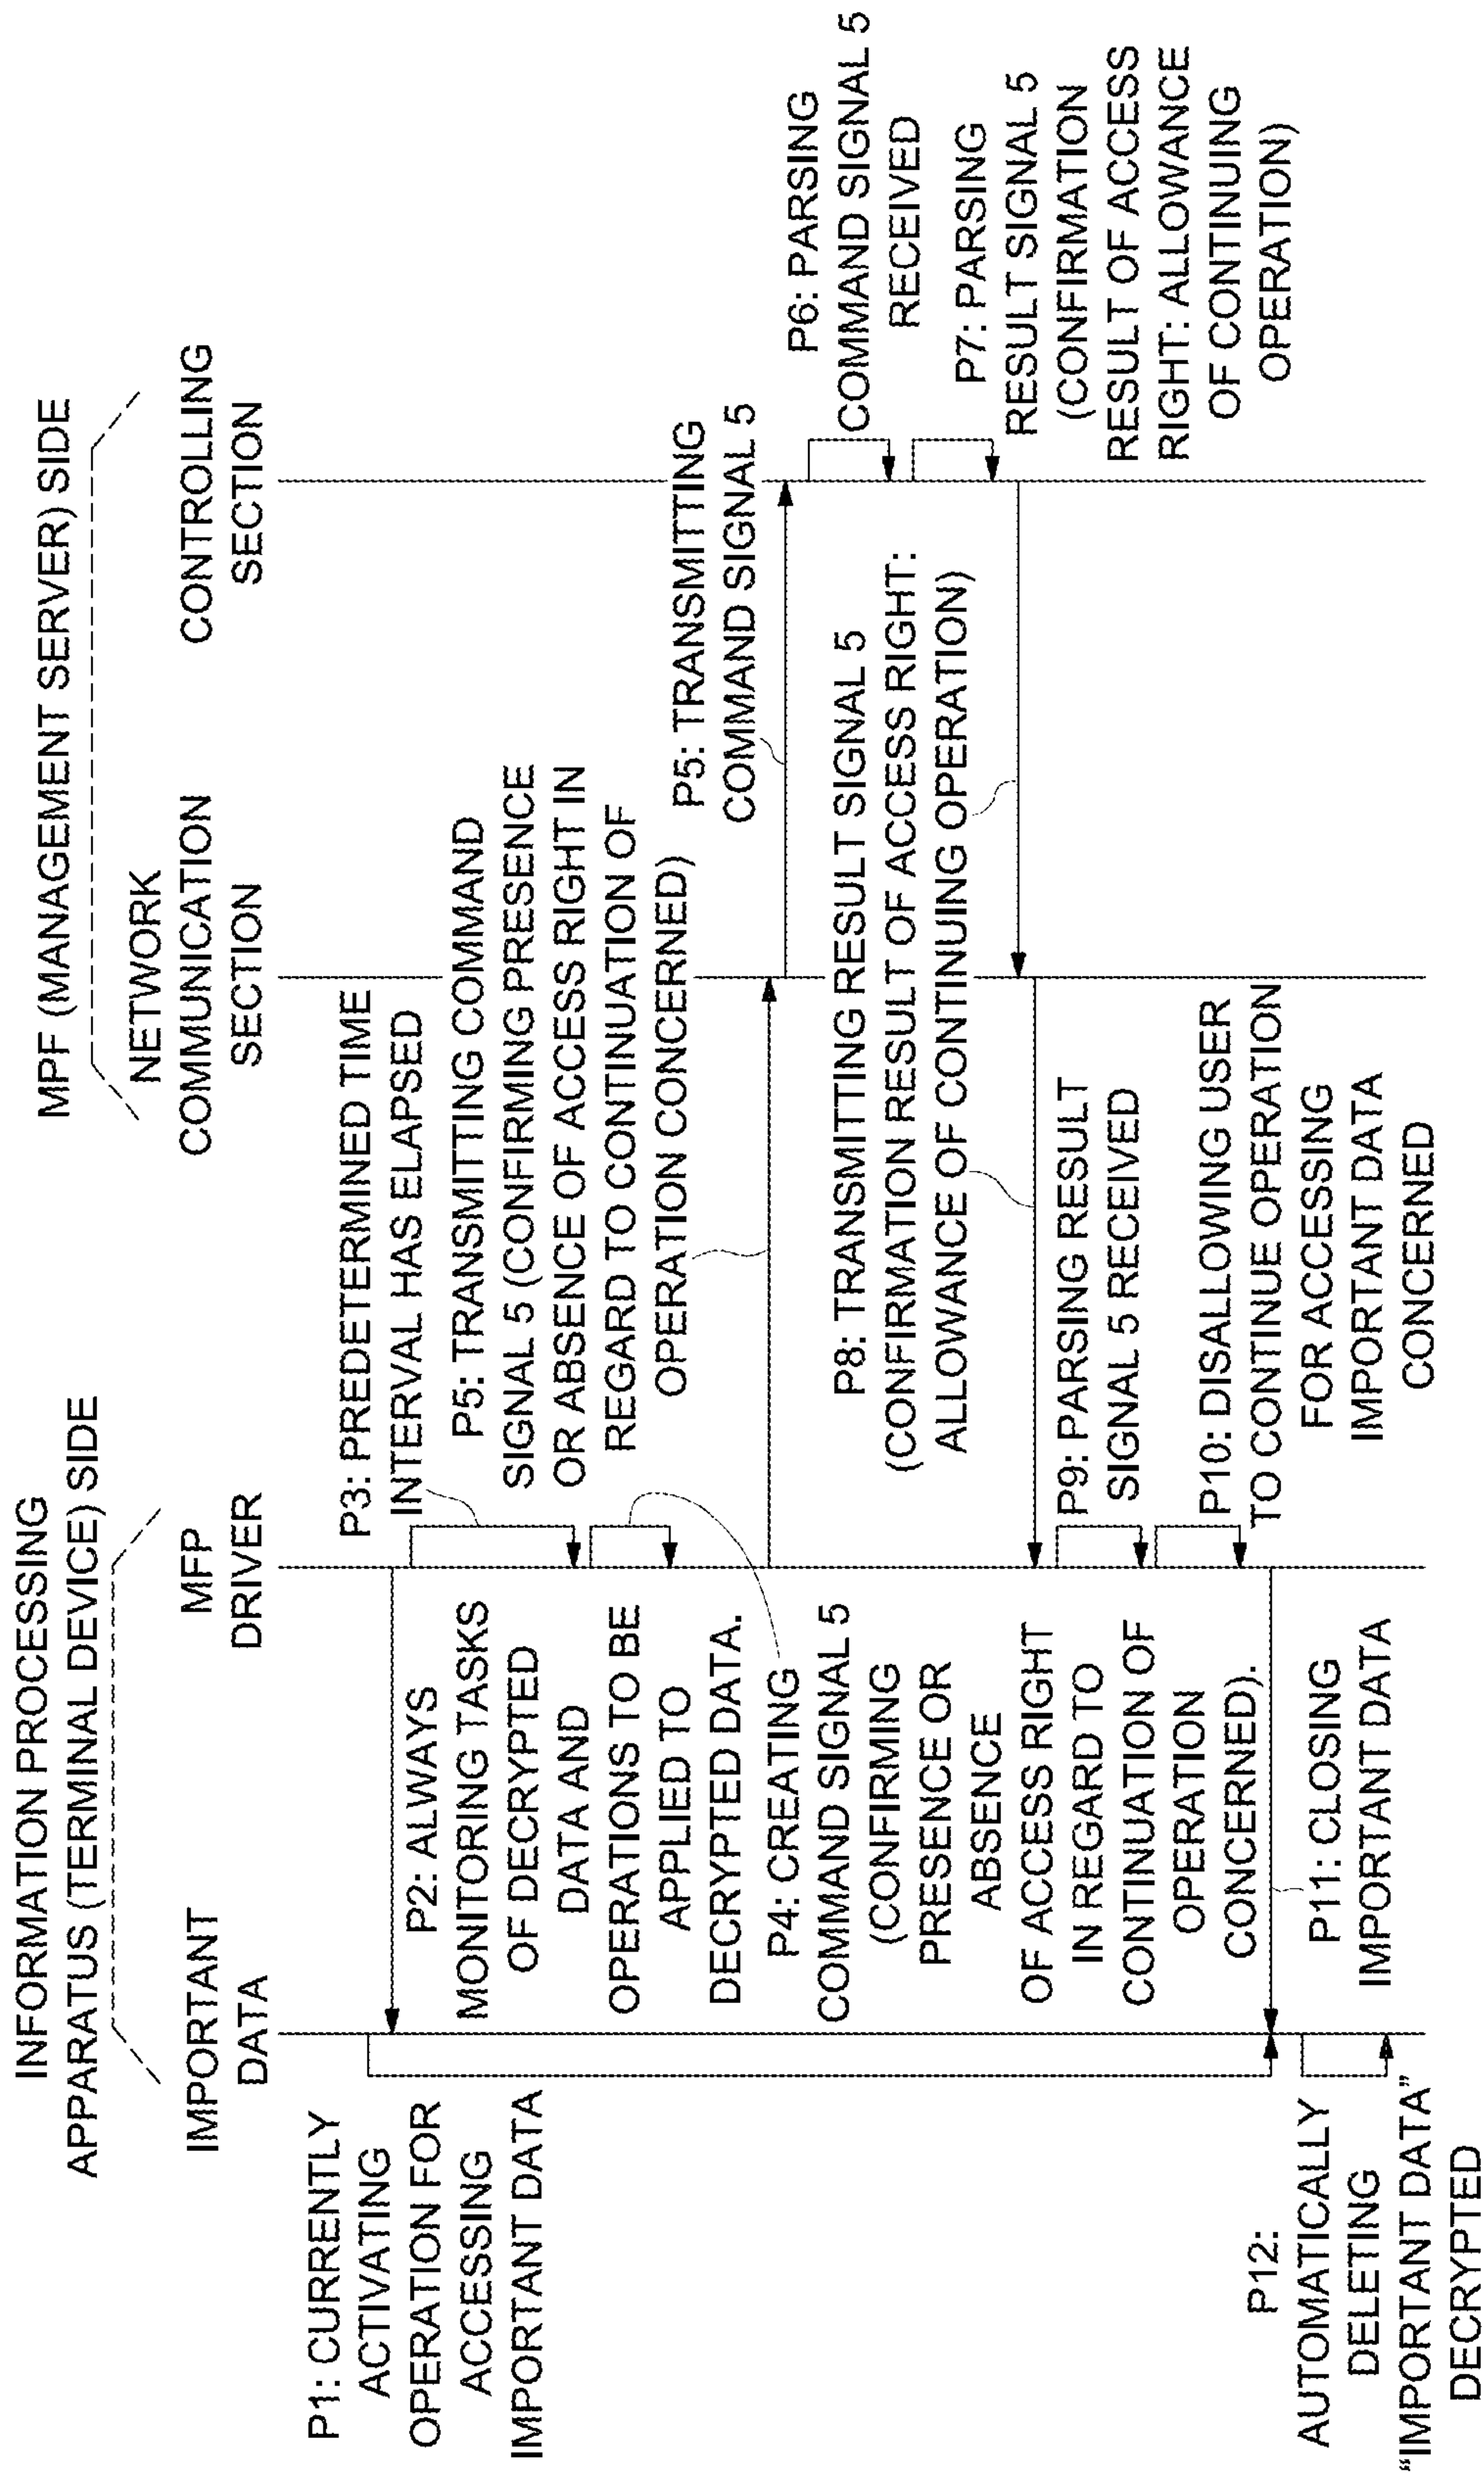 INFORMATION PROCESSING
APPARATUS (TERMINAL DEVICE) SIDE
MPF (MANAGEMENT SERVER) SIDE
IMPORTANT
DATA
MFP
DRIVER
NETWORK
COMMUNICATION
SECTION
CONTROLLING
SECTION
P1: CURRENTLY
ACTIVATING
OPERATION FOR
ACCESSING
IMPORTANT DATA
P2: ALWAYS
MONITORING TASKS
OF DECRYPTED
DATA AND
OPERATIONS TO BE
APPLIED TO
DECRYPTED DATA.
P3: PREDETERMINED TIME
INTERVAL HAS ELAPSED
P4: CREATING
COMMAND SIGNAL 5
(CONFIRMING
PRESENCE OR
ABSENCE
OF ACCESS RIGHT
IN REGARD TO
CONTINUATION OF
OPERATION
CONCERNED).
P5: TRANSMITTING COMMAND
SIGNAL 5 (CONFIRMING PRESENCE
OR ABSENCE OF ACCESS RIGHT IN
REGARD TO CONTINUATION OF
OPERATION CONCERNED)
P5: TRANSMITTING
COMMAND SIGNAL 5
P6: PARSING
COMMAND SIGNAL 5
RECEIVED
P7: PARSING
RESULT SIGNAL 5
(CONFIRMATION
RESULT OF ACCESS
RIGHT: ALLOWANCE
OF CONTINUING
OPERATION)
P8: TRANSMITTING RESULT SIGNAL 5
(CONFIRMATION RESULT OF ACCESS RIGHT:
ALLOWANCE OF CONTINUING OPERATION)
P9: PARSING RESULT
SIGNAL 5 RECEIVED
P10: DISALLOWING USER
TO CONTINUE OPERATION
FOR ACCESSING
IMPORTANT DATA
CONCERNED
P11: CLOSING
IMPORTANT DATA
P12:
AUTOMATICALLY
DELETING
“IMPORTANT DATA”
DECRYPTED